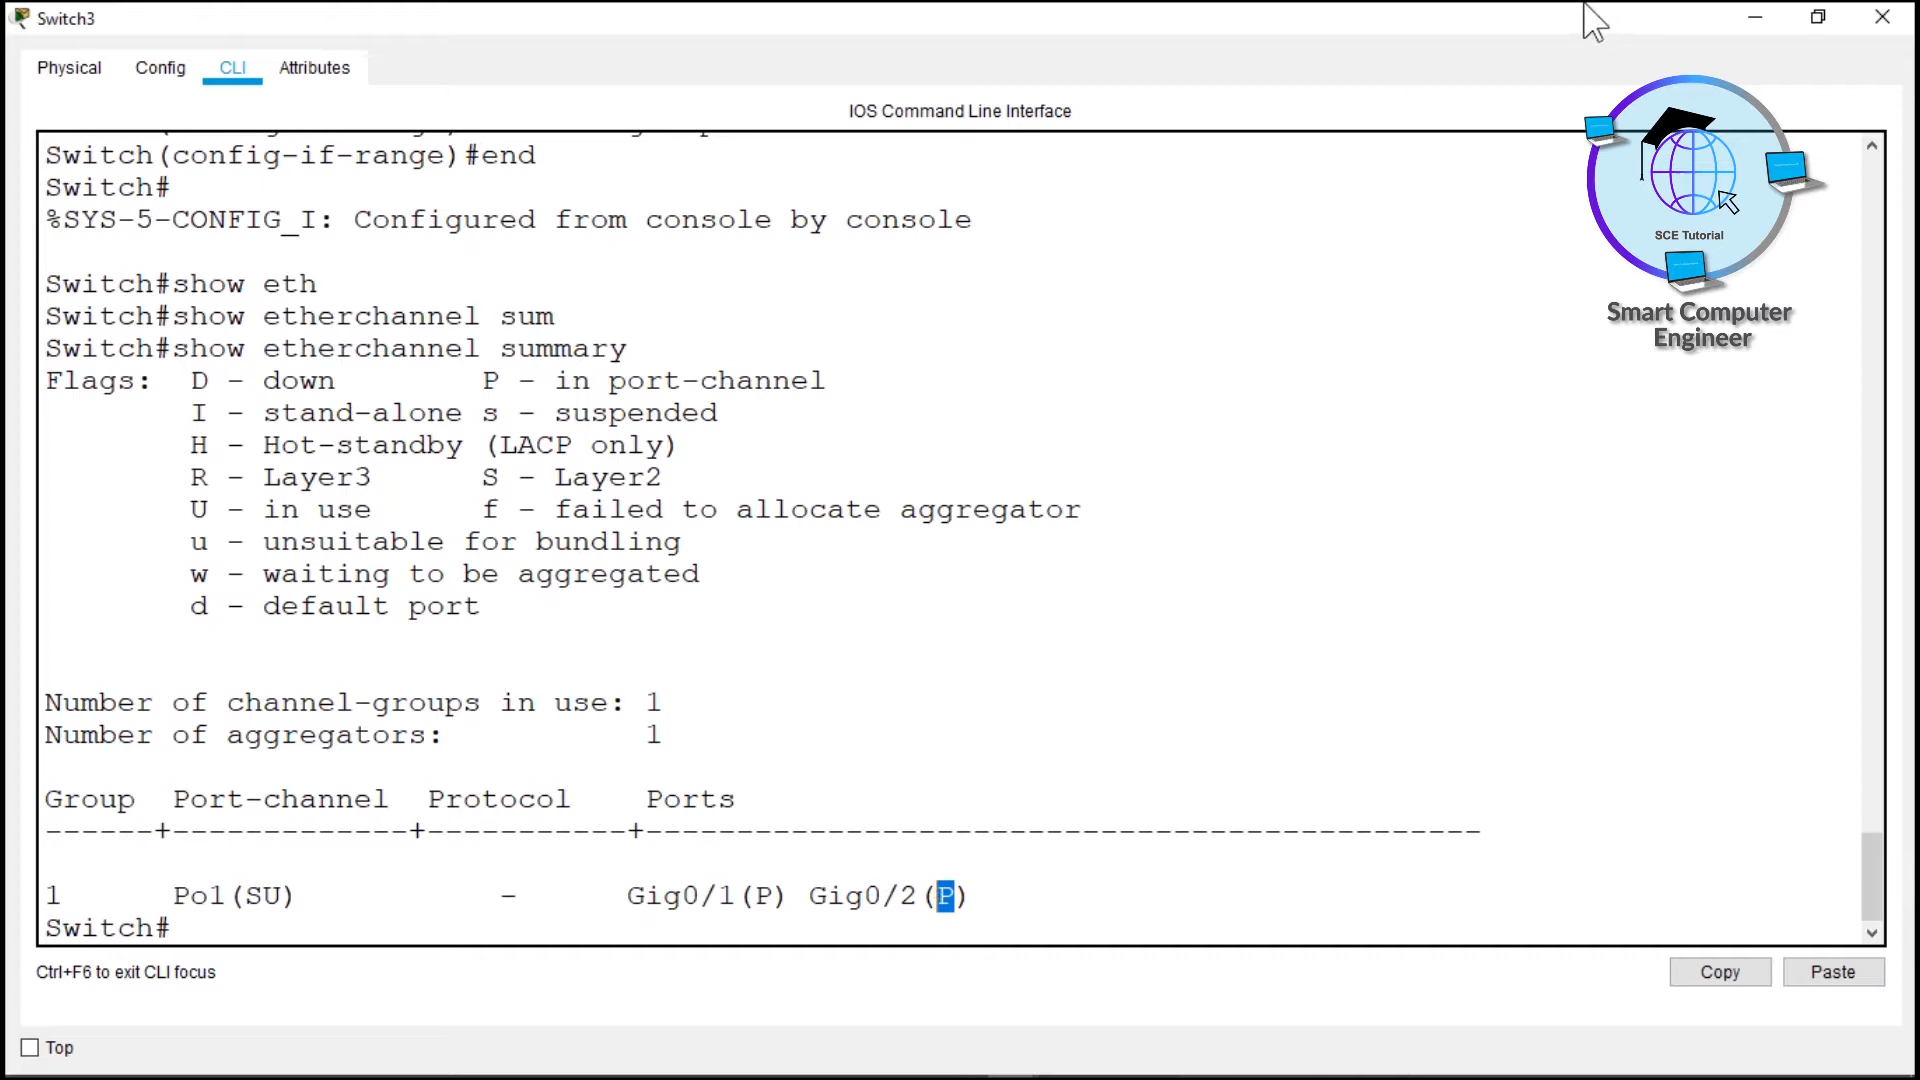 Switch3
Physical Config CLI Attributes
IOS Command Line Interface
Switch(config-if-range)#end
Switch#
%SYS-5-CONFIG_I: Configured from console by console
Switch#show eth
Switch#show etherchannel sum
Switch#show etherchannel summary
Flags:  D - down        P - in port-channel
I - stand-alone s - suspended
H - Hot-standby (LACP only)
R - Layer3      S - Layer2
U - in use      f - failed to allocate aggregator
u - unsuitable for bundling
w - waiting to be aggregated
d - default port
Number of channel-groups in use: 1
Number of aggregators:           1
Group  Port-channel  Protocol    Ports
------+-------------+-----------+----------------------------------------------
1      Po1(SU)           -      Gig0/1(P) Gig0/2(P)
Switch#
Ctrl+F6 to exit CLI focus
Copy Paste
Top
SCE Tutorial
Smart Computer
Engineer